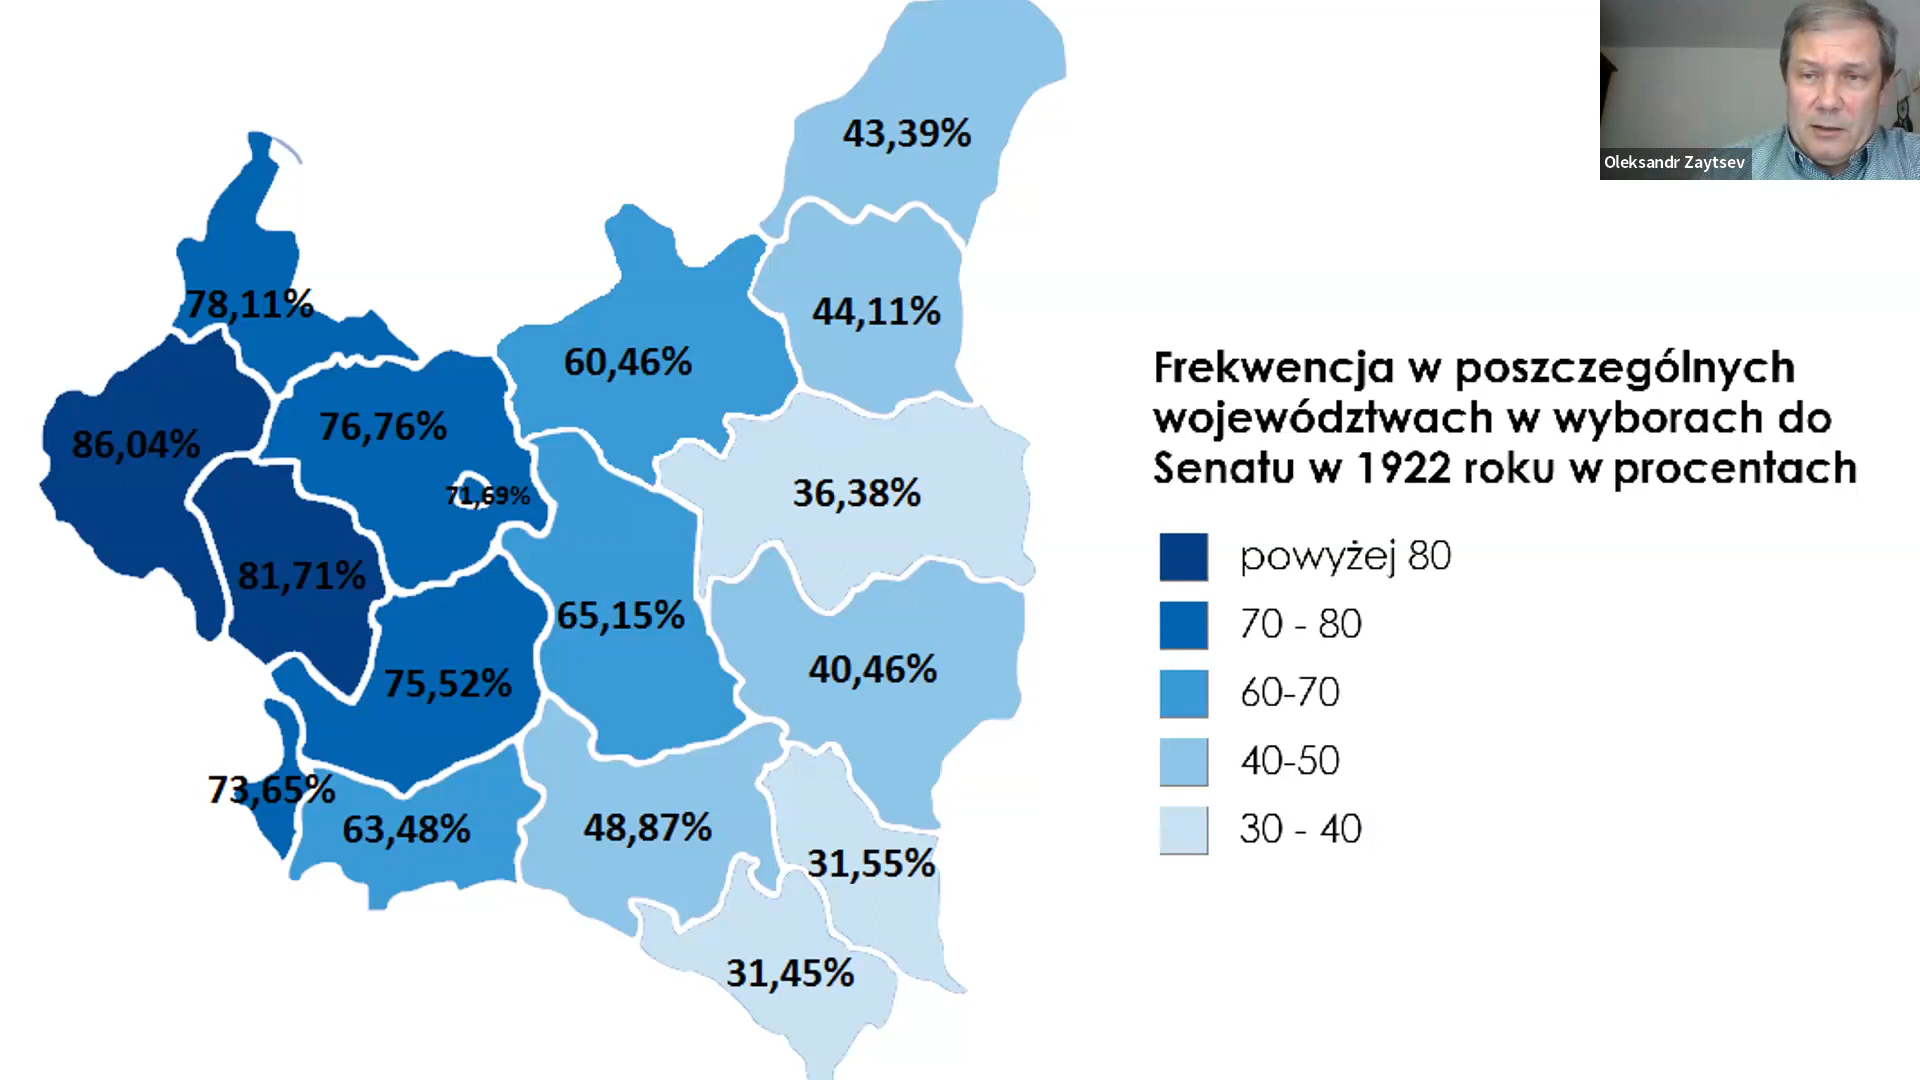 Oleksandr Zaytsev
43,39%
78,11%
44,11%
60,46%
76,76%
86,04%
71,69%
36,38%
81,71%
65,15%
40,46%
75,52%
73,65%
63,48%
48,87%
31,55%
31,45%
Frekwencja w poszczególnych
województwach w wyborach do
Senatu w 1922 roku w procentach
powyżej 80
70 - 80
60-70
40-50
30 - 40